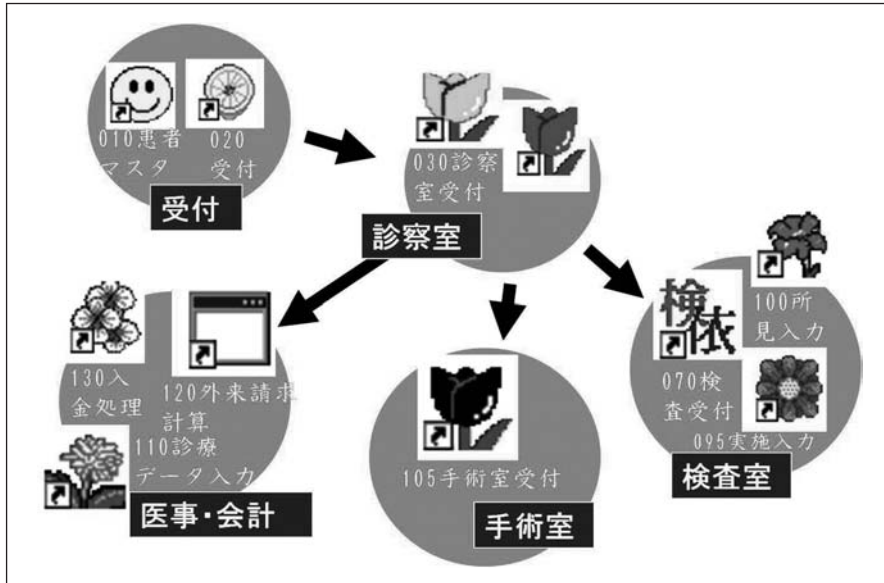 010患者
マスタ
020
受付
受付
030診察
室受付
診察室
130入
金処理
120外来請求
計算
110診療
データ入力
医事・会計
105手術室受付
手術室
検
依
100所
見入力
070検
査受付
095実施入力
検査室